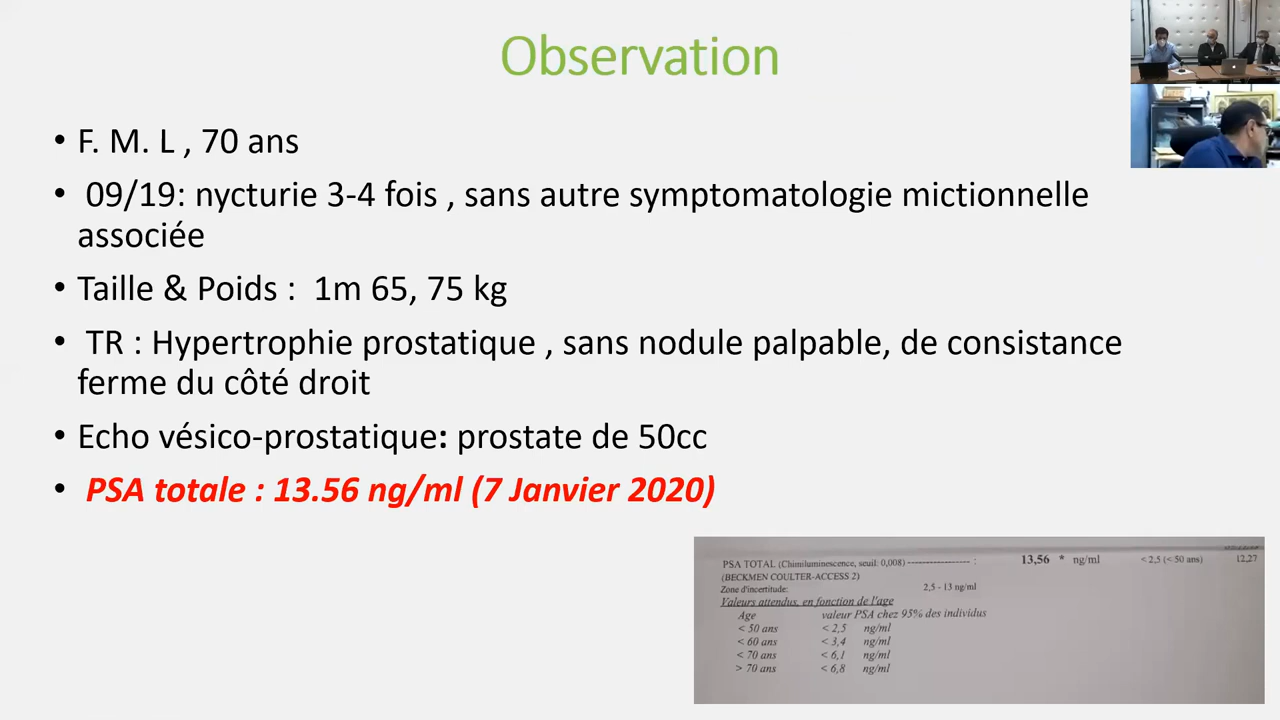 Observation
• F. M. L , 70 ans
• 09/19: nycturie 3-4 fois , sans autre symptomatologie mictionnelle
associée
• Taille & Poids : 1m 65, 75 kg
• TR : Hypertrophie prostatique , sans nodule palpable, de consistance
ferme du côté droit
• Echo vésico-prostatique: prostate de 50cc
• PSA totale : 13.56 ng/ml (7 Janvier 2020)
PSA TOTAL (Chimiluminescence, seuil: 0,008) ------------------ : 13,56 * ng/ml < 2,5 (< 50 ans) 12,27
(BECKMEN COULTER-ACCESS 2)
Zone d'incertitude: 2,5 - 13 ng/ml
Valeurs attendus, en fonction de l'age
Age valeur PSA chez 95% des individus
< 50 ans < 2,5 ng/ml
< 60 ans < 3,4 ng/ml
< 70 ans < 6,1 ng/ml
> 70 ans < 6,8 ng/ml